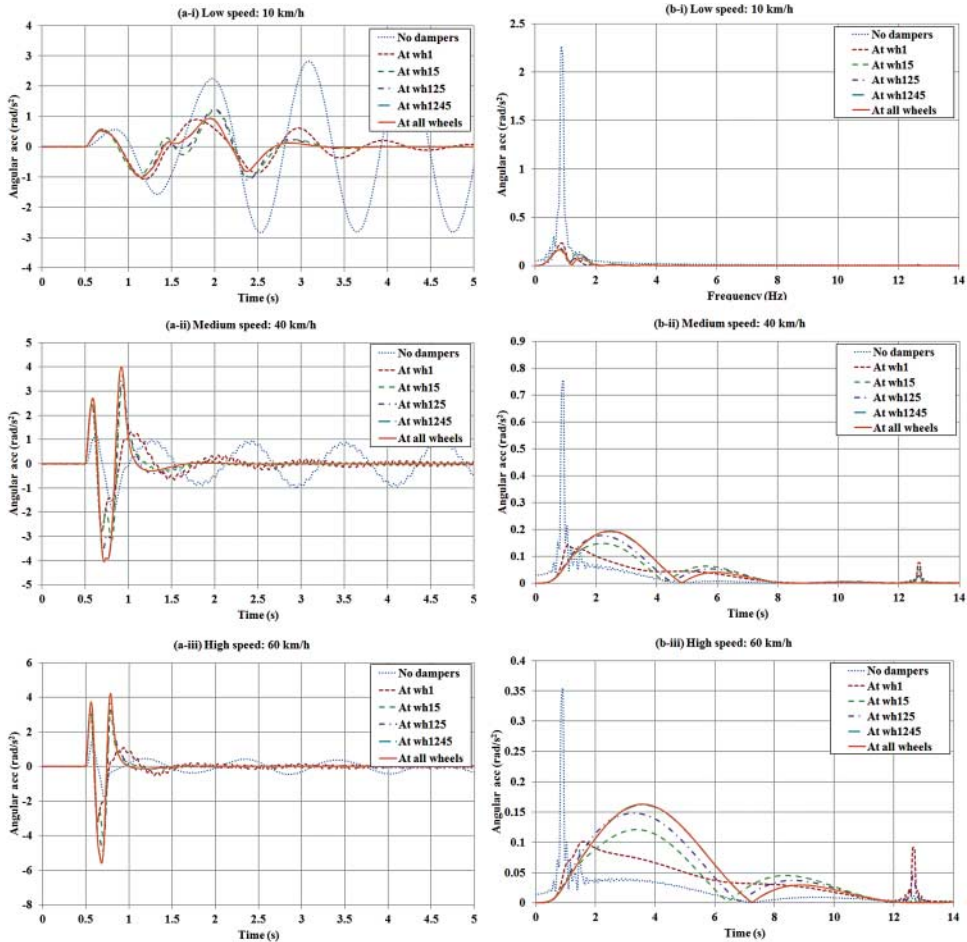 (a-i) Low speed: 10 km/h
Angular acc (rad/s²)
4
3
2
1
0
-1
-2
-3
-4
0 0.5 1 1.5 2 2.5 3 3.5 4 4.5 5
Time (s)
No dampers
At wh1
At wh15
At wh125
At wh1245
At all wheels
(b-i) Low speed: 10 km/h
Angular acc (rad/s²)
2.5
2
1.5
1
0.5
0
0 2 4 6 8 10 12 14
Frequency (Hz)
No dampers
At wh1
At wh15
At wh125
At wh1245
At all wheels
(a-ii) Medium speed: 40 km/h
Angular acc (rad/s²)
5
4
3
2
1
0
-1
-2
-3
-4
-5
0 0.5 1 1.5 2 2.5 3 3.5 4 4.5 5
Time (s)
No dampers
At wh1
At wh15
At wh125
At wh1245
At all wheels
(b-ii) Medium speed: 40 km/h
Angular acc (rad/s²)
0.9
0.8
0.7
0.6
0.5
0.4
0.3
0.2
0.1
0
0 2 4 6 8 10 12 14
Time (s)
No dampers
At wh1
At wh15
At wh125
At wh1245
At all wheels
(a-iii) High speed: 60 km/h
Angular acc (rad/s²)
6
4
2
0
-2
-4
-6
-8
0 0.5 1 1.5 2 2.5 3 3.5 4 4.5 5
Time (s)
No dampers
At wh1
At wh15
At wh125
At wh1245
At all wheels
(b-iii) High speed: 60 km/h
Angular acc (rad/s²)
0.4
0.35
0.3
0.25
0.2
0.15
0.1
0.05
0
0 2 4 6 8 10 12 14
Time (s)
No dampers
At wh1
At wh15
At wh125
At wh1245
At all wheels